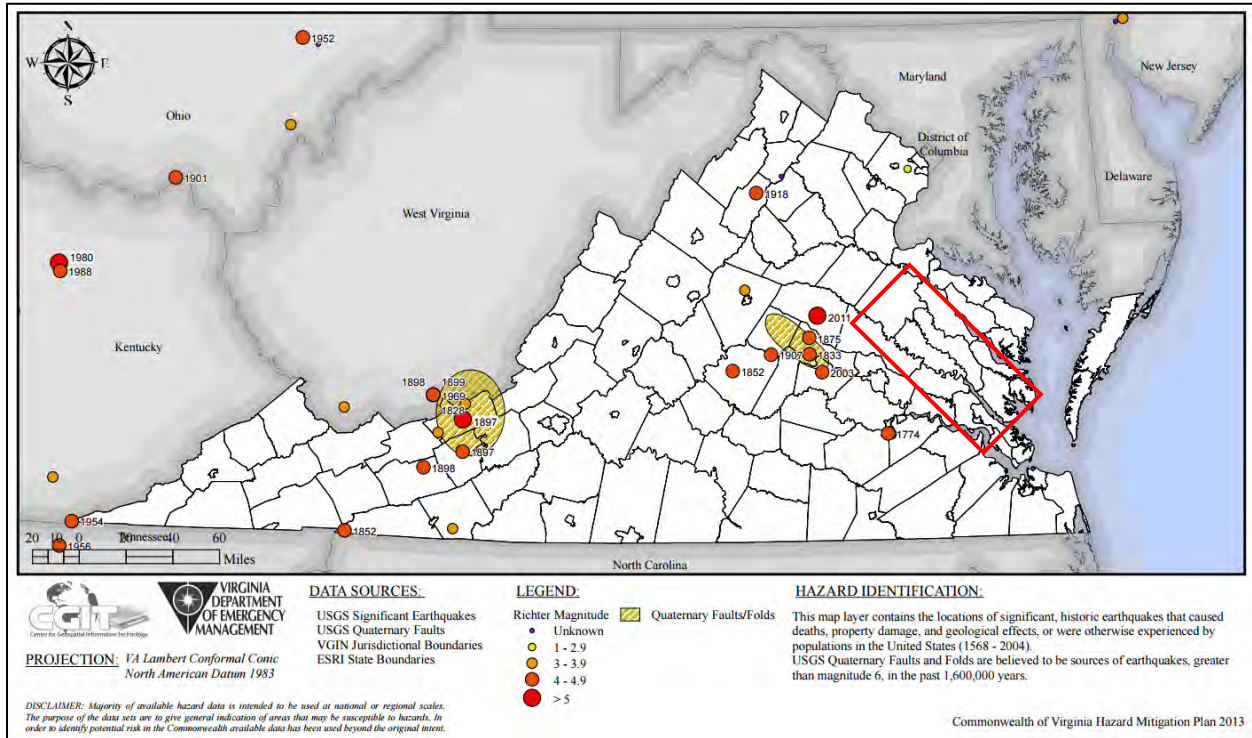 N
W
E
S
1952
Ohio
1901
1980
1988
Kentucky
West Virginia
Maryland
New Jersey
District of
Columbia
Delaware
1918
2011
1875
1907
1833
1852
2003
1774
1898
1899
1969
1828
1897
1897
1898
1954
1852
1956
Tennessee
North Carolina
20 10 0 20 40 60
Miles
CGIT
Center for Geospatial Information Technology
VIRGINIA
DEPARTMENT
OF EMERGENCY
MANAGEMENT
PROJECTION: VA Lambert Conformal Conic
North American Datum 1983
DATA SOURCES:
USGS Significant Earthquakes
USGS Quaternary Faults
VGIN Jurisdictional Boundaries
ESRI State Boundaries
LEGEND:
Richter Magnitude
Unknown
1 - 2.9
3 - 3.9
4 - 4.9
> 5
Quaternary Faults/Folds
HAZARD IDENTIFICATION:
This map layer contains the locations of significant, historic earthquakes that caused
deaths, property damage, and geological effects, or were otherwise experienced by
populations in the United States (1568 - 2004).
USGS Quaternary Faults and Folds are believed to be sources of earthquakes, greater
than magnitude 6, in the past 1,600,000 years.
DISCLAIMER: Majority of available hazard data is intended to be used at national or regional scales.
The purpose of the data sets are to give general indication of areas that may be susceptible to hazards. In
order to identify potential risk in the Commonwealth available data has been used beyond the original intent.
Commonwealth of Virginia Hazard Mitigation Plan 2013